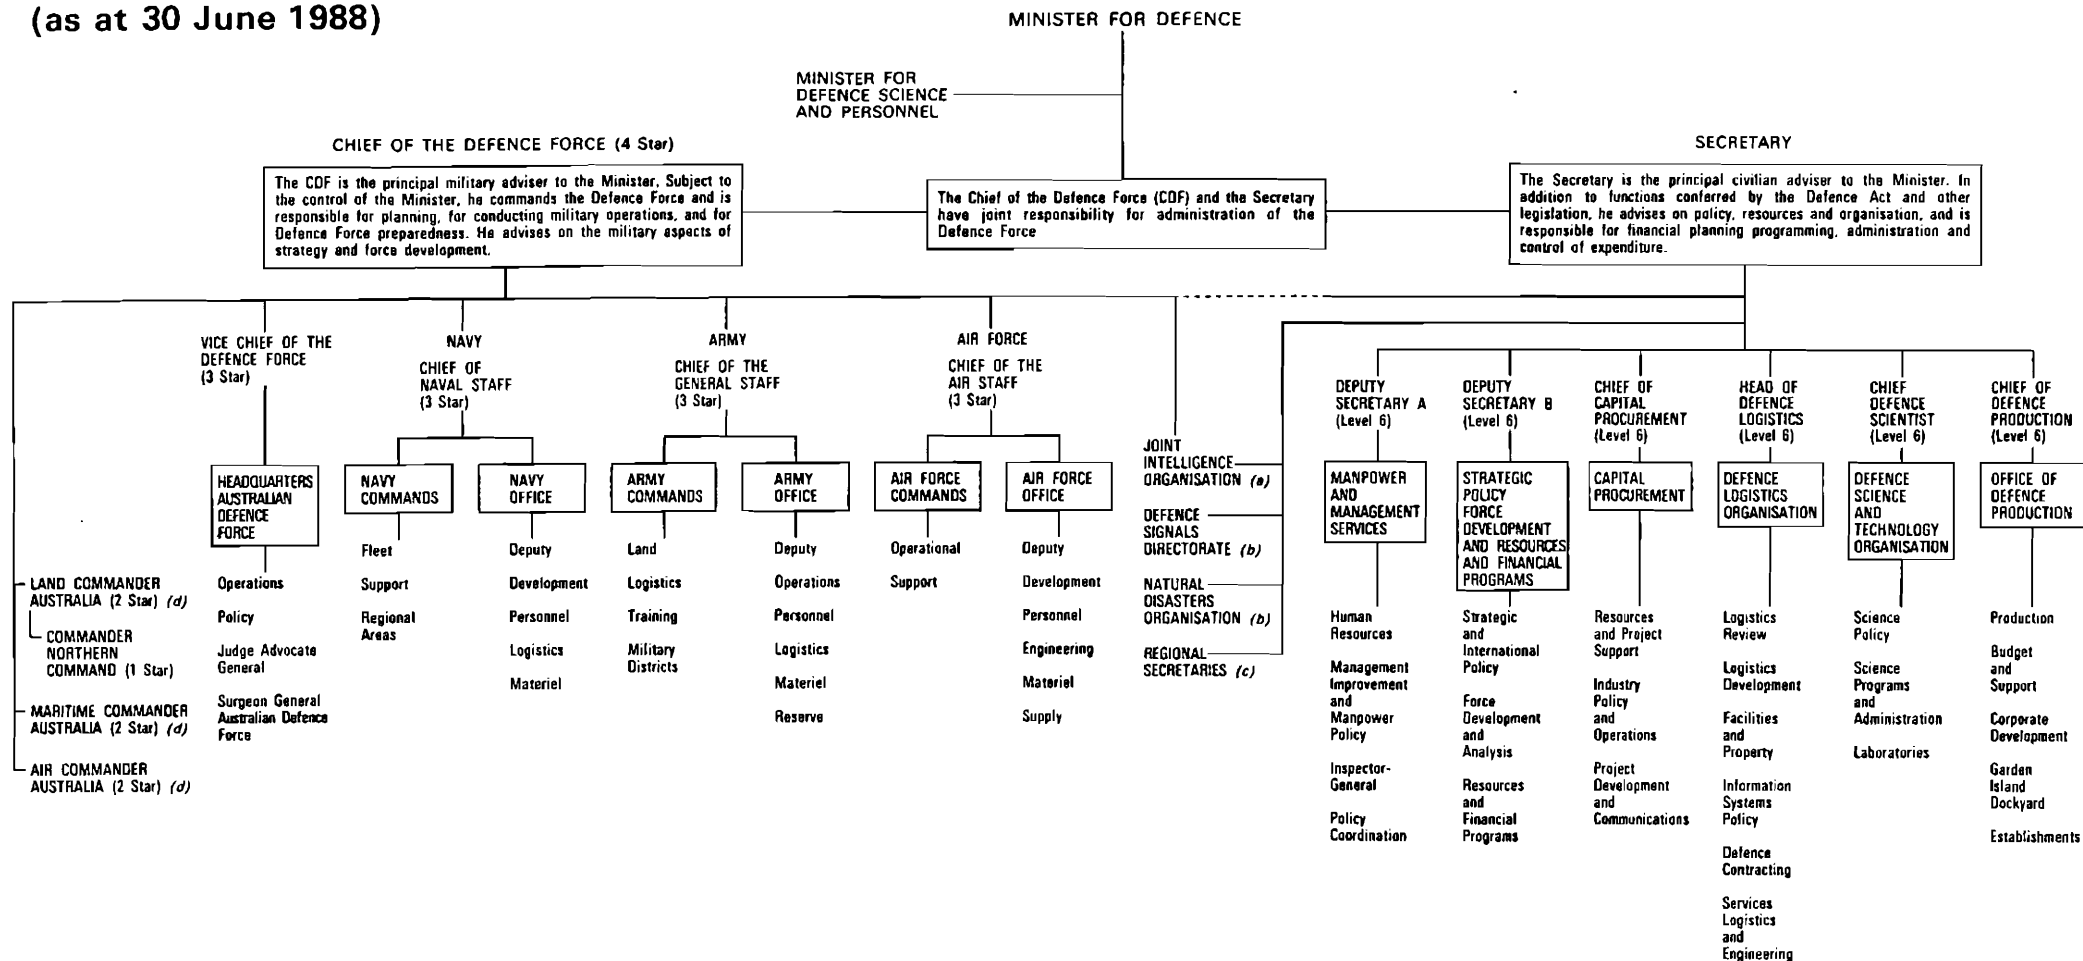 (as at 30 June 1988)
MINISTER FOR DEFENCE
MINISTER FOR
DEFENCE SCIENCE
AND PERSONNEL
CHIEF OF THE DEFENCE FORCE (4 Star)
The CDF is the principal military adviser to the Minister. Subject to
the control of the Minister, he commands the Defence Force and is
responsible for planning, for conducting military operations, and for
Defence Force preparedness. He advises on the military aspects of
strategy and force development.
The Chief of the Defence Force (CDF) and the Secretary
have joint responsibility for administration of the
Defence Force
SECRETARY
The Secretary is the principal civilian adviser to the Minister. In
addition to functions conferred by the Defence Act and other
legislation, he advises on policy, resources and organisation, and is
responsible for financial planning programming, administration and
control of expenditure.
LAND COMMANDER
AUSTRALIA (2 Star) (d)
COMMANDER
NORTHERN
COMMAND (1 Star)
MARITIME COMMANDER
AUSTRALIA (2 Star) (d)
AIR COMMANDER
AUSTRALIA (2 Star) (d)
VICE CHIEF OF THE
DEFENCE FORCE
(3 Star)
HEADQUARTERS
AUSTRALIAN
DEFENCE
FORCE
Operations
Policy
Judge Advocate
General
Surgeon General
Australian Defence
Force
NAVY
CHIEF OF
NAVAL STAFF
(3 Star)
NAVY
COMMANDS
Fleet
Support
Regional
Areas
NAVY
OFFICE
Deputy
Development
Personnel
Logistics
Materiel
ARMY
CHIEF OF THE
GENERAL STAFF
(3 Star)
ARMY
COMMANDS
Land
Logistics
Training
Military
Districts
ARMY
OFFICE
Deputy
Operations
Personnel
Logistics
Materiel
Reserve
AIR FORCE
CHIEF OF THE
AIR STAFF
(3 Star)
AIR FORCE
COMMANDS
Operational
Support
AIR FORCE
OFFICE
Deputy
Development
Personnel
Engineering
Materiel
Supply
JOINT
INTELLIGENCE
ORGANISATION (a)
DEFENCE
SIGNALS
DIRECTORATE (b)
NATURAL
DISASTERS
ORGANISATION (b)
REGIONAL
SECRETARIES (c)
DEPUTY
SECRETARY A
(Level 6)
MANPOWER
AND
MANAGEMENT
SERVICES
Human
Resources
Management
Improvement
and
Manpower
Policy
Inspector-
General
Policy
Coordination
DEPUTY
SECRETARY B
(Level 6)
STRATEGIC
POLICY
FORCE
DEVELOPMENT
AND RESOURCES
AND FINANCIAL
PROGRAMS
Strategic
and
International
Policy
Force
Development
and
Analysis
Resources
and
Financial
Programs
CHIEF OF
CAPITAL
PROCUREMENT
(Level 6)
CAPITAL
PROCUREMENT
Resources
and Project
Support
Industry
Policy
and
Operations
Project
Development
and
Communications
HEAD OF
DEFENCE
LOGISTICS
(Level 6)
DEFENCE
LOGISTICS
ORGANISATION
Logistics
Review
Logistics
Development
Facilities
and
Property
Information
Systems
Policy
Defence
Contracting
Services
Logistics
and
Engineering
CHIEF
DEFENCE
SCIENTIST
(Level 6)
DEFENCE
SCIENCE
AND
TECHNOLOGY
ORGANISATION
Science
Policy
Science
Programs
and
Administration
Laboratories
CHIEF OF
DEFENCE
PRODUCTION
(Level 6)
OFFICE OF
DEFENCE
PRODUCTION
Production
Budget
and
Support
Corporate
Development
Garden
Island
Dockyard
Establishments